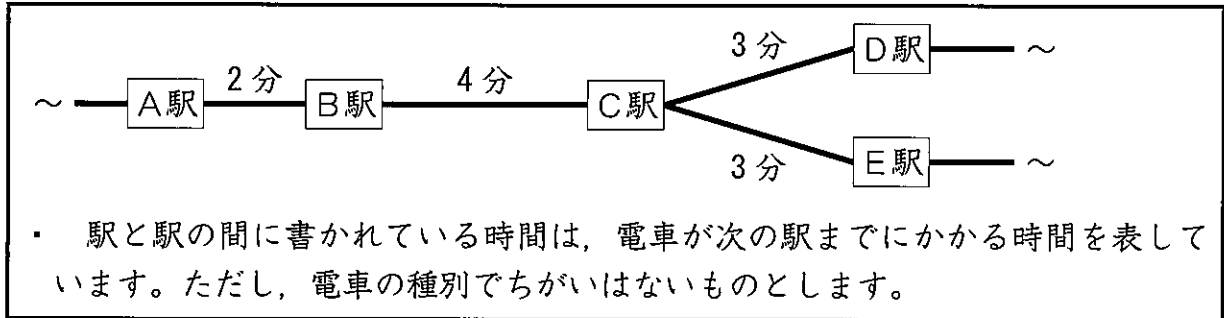 3分
D駅
～
2分
4分
～
A駅
B駅
C駅
3分
E駅
～
・ 駅と駅の間に書かれている時間は，電車が次の駅までにかかる時間を表して
います。ただし，電車の種別でちがいはないものとします。